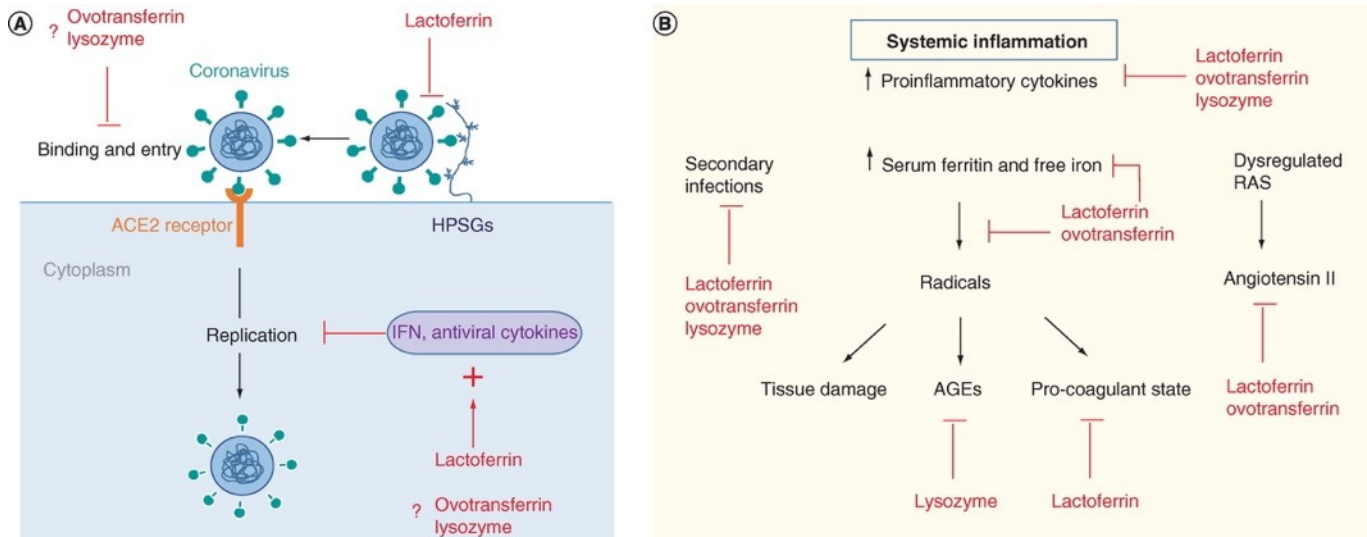 A
? Ovotransferrin
lysozyme
Lactoferrin
Coronavirus
Binding and entry
ACE2 receptor
HPSGs
Cytoplasm
Replication
IFN, antiviral cytokines
+
Lactoferrin
? Ovotransferrin
lysozyme
B
Systemic inflammation
Proinflammatory cytokines
Lactoferrin
ovotransferrin
lysozyme
Secondary
infections
Serum ferritin and free iron
Dysregulated
RAS
Lactoferrin
ovotransferrin
Lactoferrin
ovotransferrin
lysozyme
Radicals
Angiotensin II
Tissue damage
AGEs
Pro-coagulant state
Lactoferrin
ovotransferrin
Lysozyme
Lactoferrin